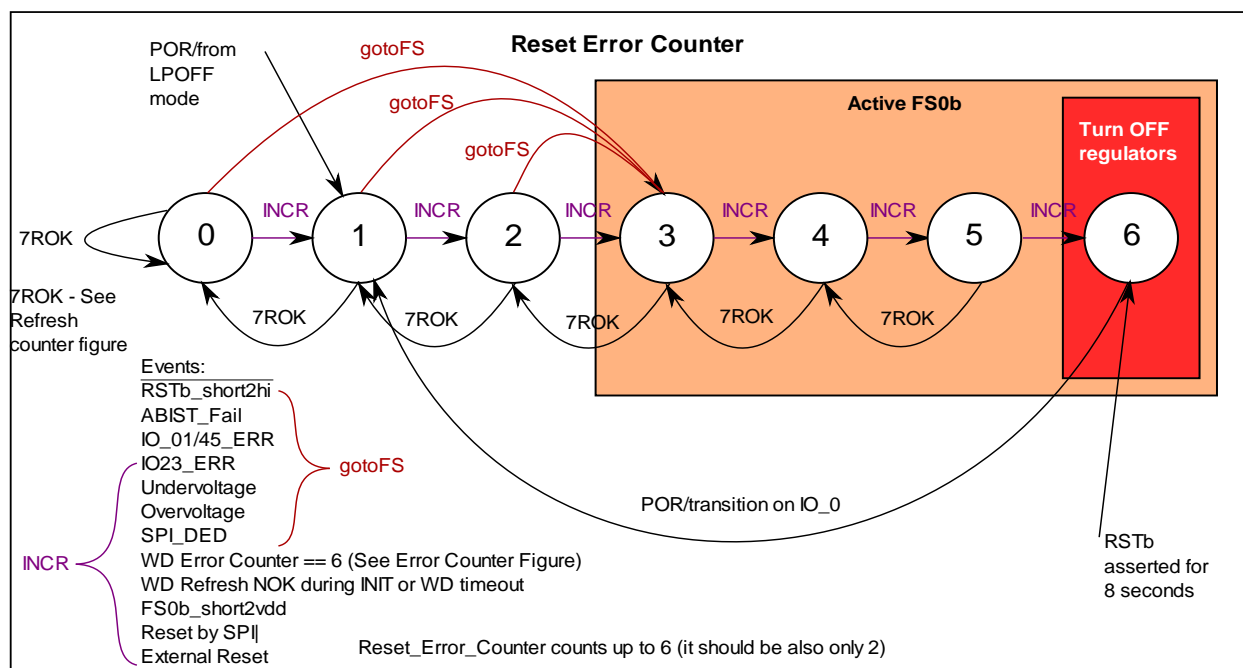 Reset Error Counter
POR/from
LPOFF
mode
gotoFS
gotoFS
gotoFS
Active FS0b
Turn OFF
regulators
INCR
INCR
INCR
INCR
INCR
INCR
0
1
2
3
4
5
6
7ROK
7ROK
7ROK
7ROK
7ROK
7ROK
7ROK - See
Refresh
counter figure
Events:
RSTb_short2hi
ABIST_Fail
IO_01/45_ERR
IO23_ERR
Undervoltage
Overvoltage
SPI_DED
WD Error Counter == 6 (See Error Counter Figure)
WD Refresh NOK during INIT or WD timeout
FS0b_short2vdd
Reset by SPI|
External Reset
gotoFS
INCR
POR/transition on IO_0
RSTb
asserted for
8 seconds
Reset_Error_Counter counts up to 6 (it should be also only 2)